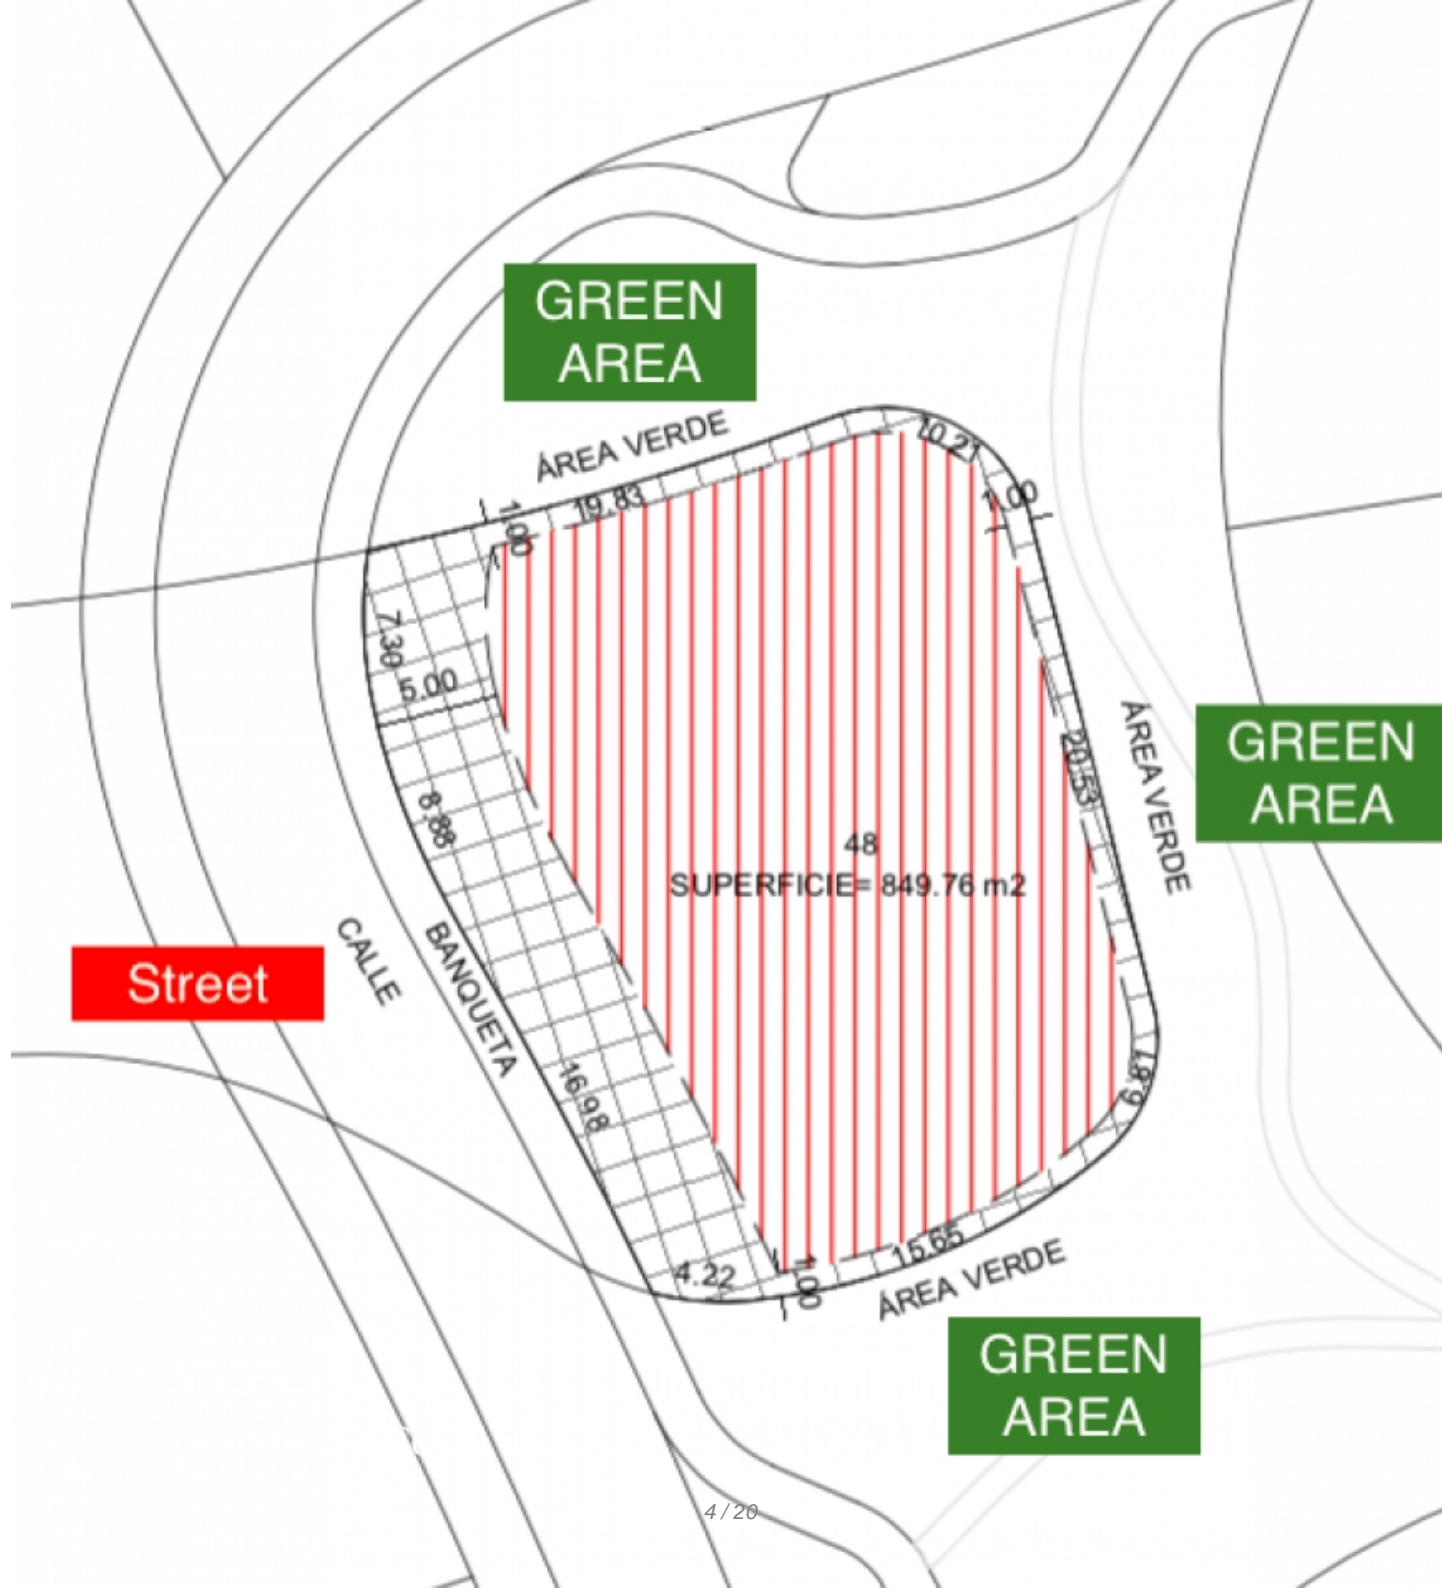 GREEN
AREA
ÁREA VERDE
10.21
1.00
19.83
1.00
7.30
5.00
ÁREA VERDE
GREEN
AREA
20.53
8.88
48
SUPERFICIE= 849.76 m2
CALLE
BANQUETA
Street
16.98
6.87
15.65
4.22
1.00
ÁREA VERDE
GREEN
AREA
4 / 20